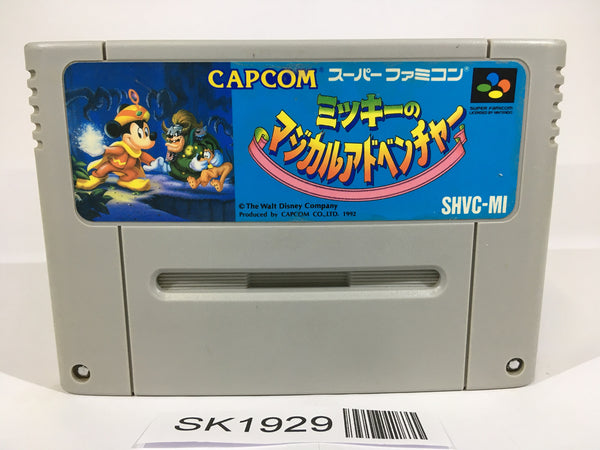 CAPCOM スーパーファミコン®
SUPER FAMICOM
LICENSED BY NINTENDO
ミッキーの
マジカルアドベンチャー
© The Walt Disney Company
Produced by CAPCOM CO.,LTD. 1992
SHVC-MI
SK1929